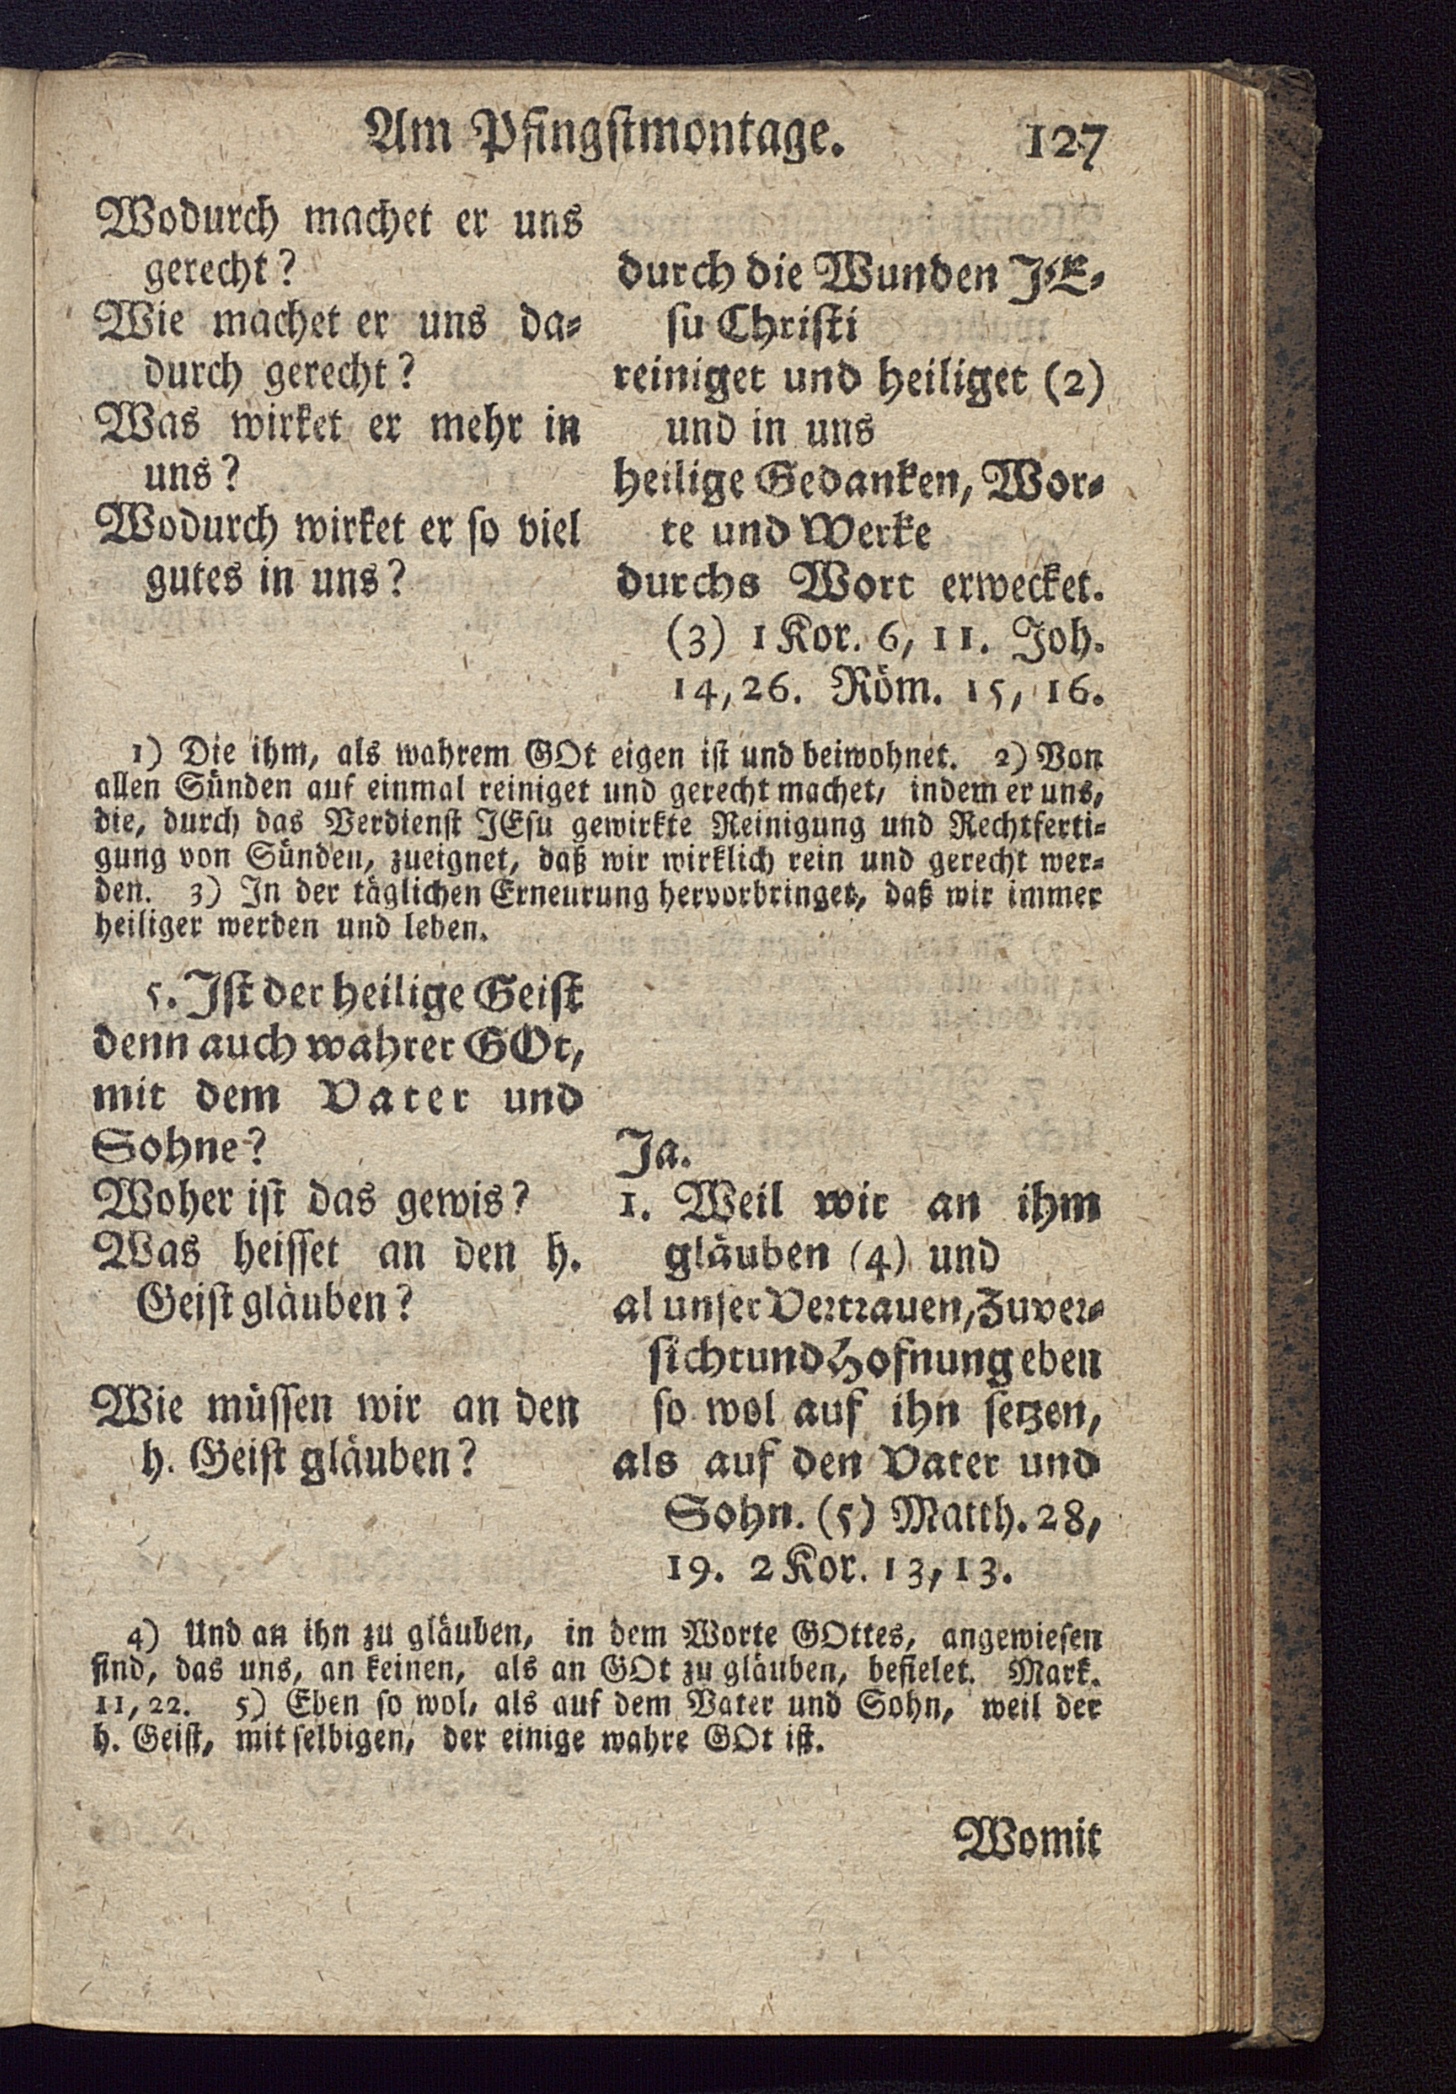 Am Pfingstmontage. 127
Wodurch machet er uns
gerecht?
Wie machet er uns da-
durch gerecht?
Was wirket er mehr in
uns?
Wodurch wirket er so viel
gutes in uns?
durch die Wunden JE-
su Christi
reiniget und heiliget (2)
und in uns
heilige Gedanken, Wor-
te und Werke
durchs Wort erwecket.
(3) 1 Kor. 6, 11. Joh.
14, 26. Röm. 15, 16.
1) Die ihm, als wahrem GOt eigen ist und beiwohnet. 2) Von
allen Sünden auf einmal reiniget und gerecht machet, indem er uns,
die, durch das Verdienst JEsu gewirkte Reinigung und Rechtferti-
gung von Sünden, zueignet, daß wir wirklich rein und gerecht wer-
den. 3) In der täglichen Erneurung hervorbringet, daß wir immer
heiliger werden und leben.
5. Ist der heilige Geist
denn auch wahrer GOt,
mit dem Vater und
Sohne?
Woher ist das gewis?
Was heisset an den h.
Geist gläuben?
Wie müssen wir an den
h. Geist gläuben?
Ja.
1. Weil wir an ihm
gläuben (4) und
al unser Vertrauen, Zuver-
sicht und Hofnung eben
so wol auf ihn setzen,
als auf den Vater und
Sohn. (5) Matth. 28,
19. 2 Kor. 13, 13.
4) Und an ihn zu gläuben, in dem Worte GOttes, angewiesen
sind, das uns, an keinen, als an GOt zu gläuben, befielet. Mark.
11, 22. 5) Eben so wol, als auf dem Vater und Sohn, weil der
h. Geist, mit selbigen, der einige wahre GOt ist.
Womit